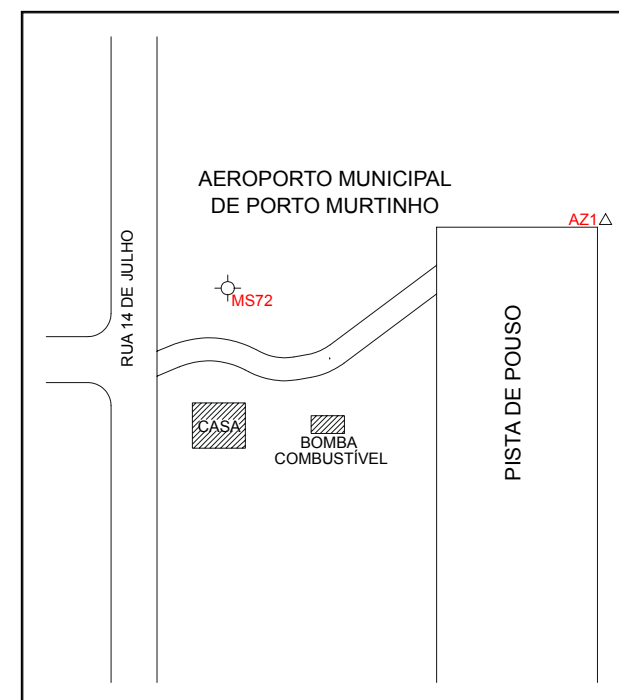 AEROPORTO MUNICIPAL
DE PORTO MURTINHO
AZ1
RUA 14 DE JULHO
MS72
PISTA DE POUSO
CASA
BOMBA
COMBUSTÍVEL